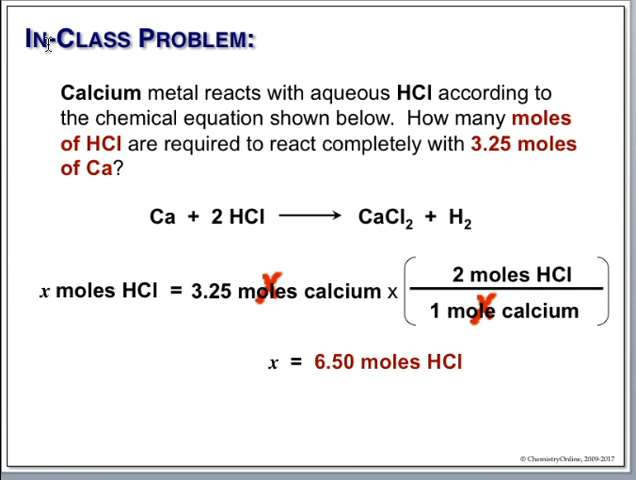 IN-CLASS PROBLEM:
Calcium metal reacts with aqueous HCl according to
the chemical equation shown below. How many moles
of HCl are required to react completely with 3.25 moles
of Ca?
Ca + 2 HCl ⟶ CaCl₂ + H₂
x moles HCl = 3.25 moles calcium x ( 2 moles HCl
1 mole calcium )
x = 6.50 moles HCl
© ChemistryOnline, 2009-2017